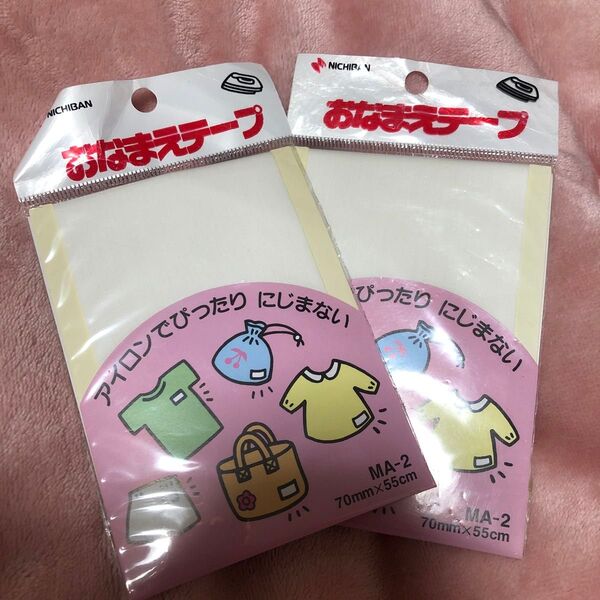 NICHIBAN
おなまえテープ
アイロンでぴったり にじまない
MA-2
70mm×55cm
NICHIBAN
おなまえテープ
ぴったり にじまない
MA-2
70mm×55cm